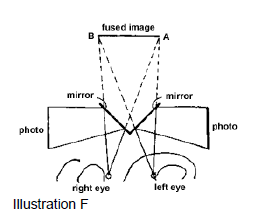 fused image
B A
mirror mirror
photo photo
right eye left eye
Illustration F